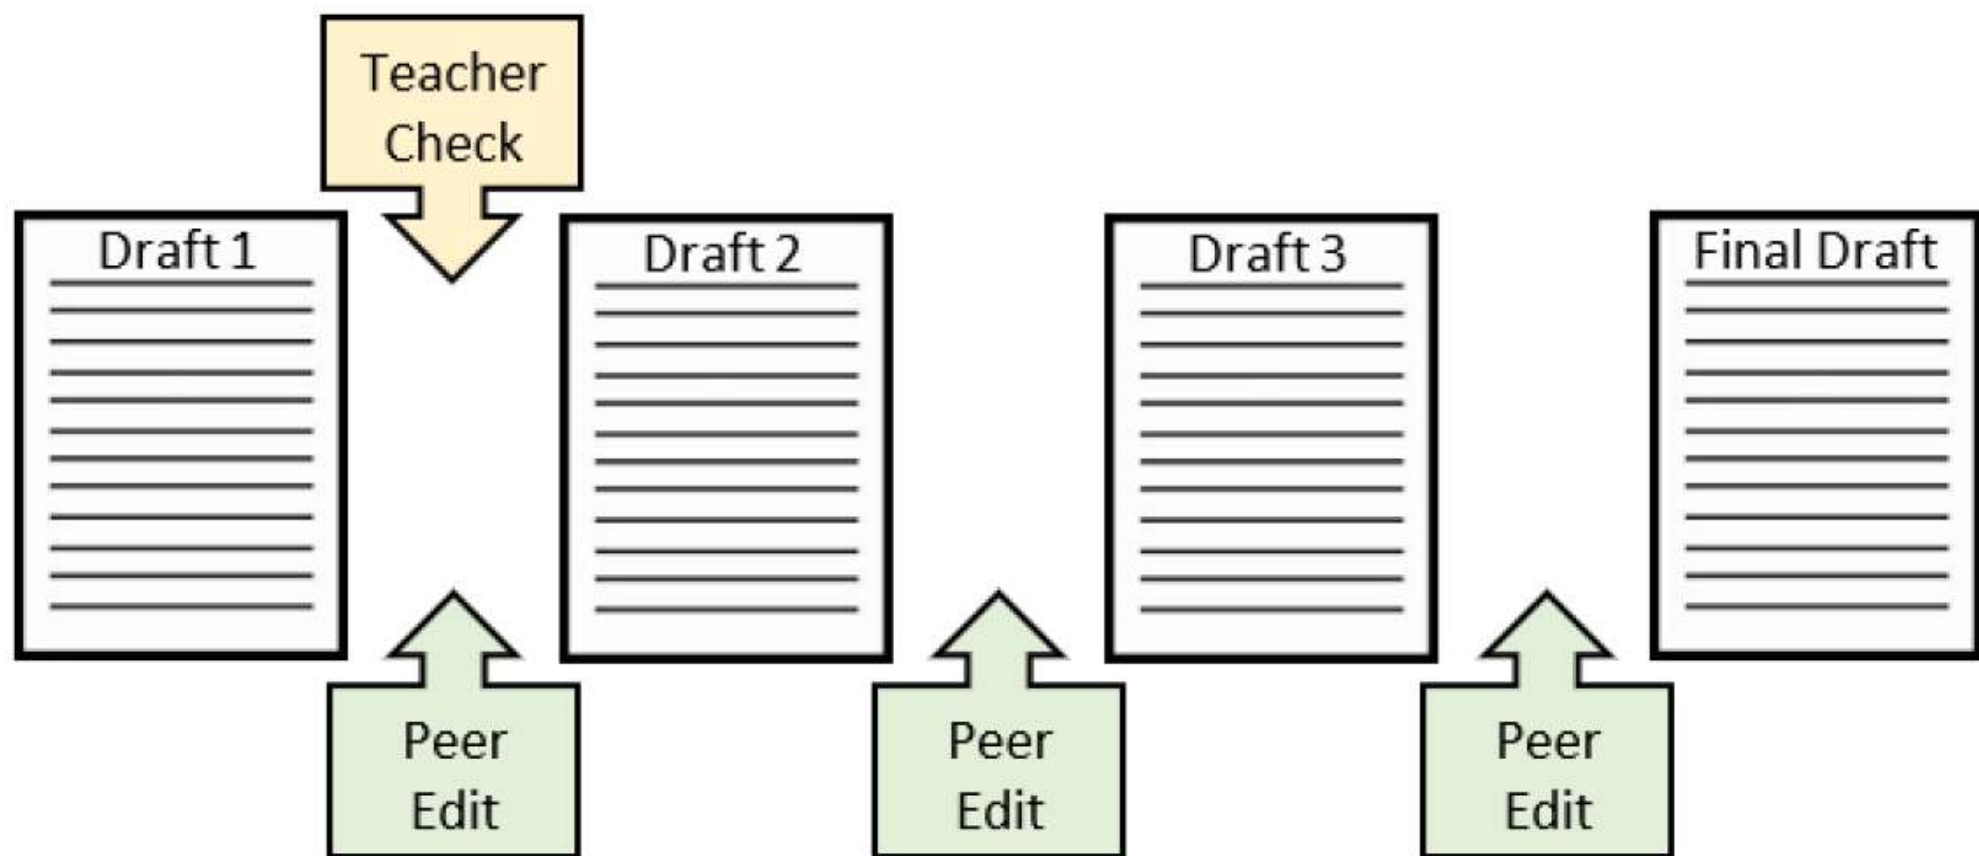 Teacher
Check
Draft 1
Draft 2
Draft 3
Final Draft
Peer
Edit
Peer
Edit
Peer
Edit